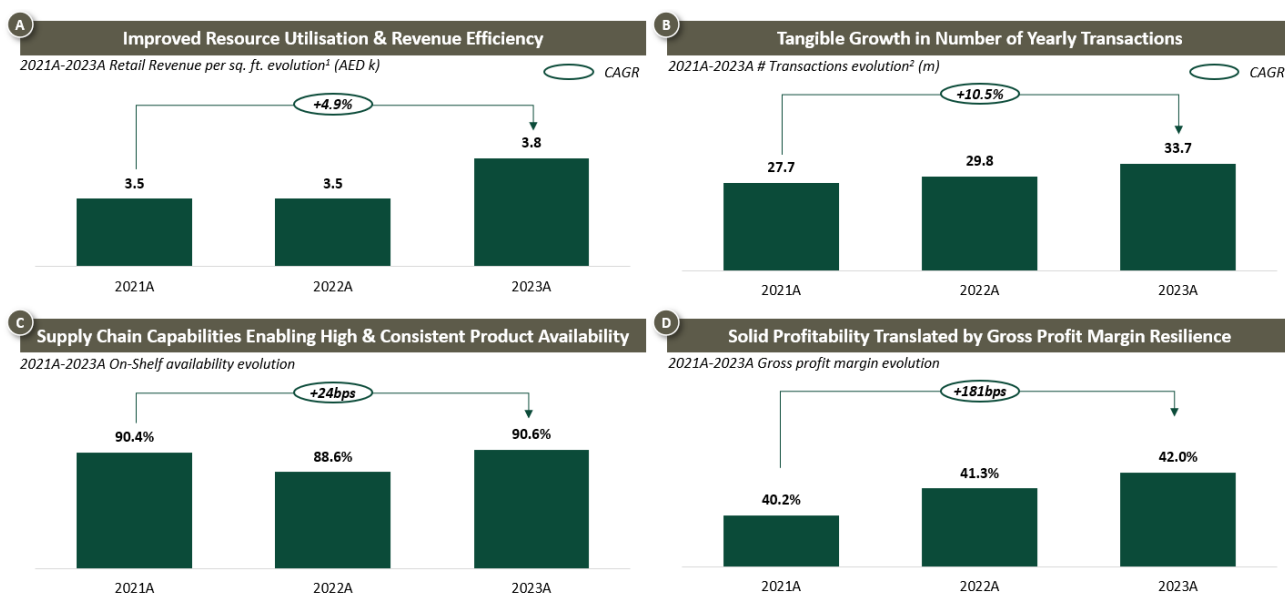 A
Improved Resource Utilisation & Revenue Efficiency
2021A-2023A Retail Revenue per sq. ft. evolution¹ (AED k)
CAGR
+4.9%
3.5
3.5
3.8
2021A
2022A
2023A
B
Tangible Growth in Number of Yearly Transactions
2021A-2023A # Transactions evolution² (m)
CAGR
+10.5%
27.7
29.8
33.7
2021A
2022A
2023A
C
Supply Chain Capabilities Enabling High & Consistent Product Availability
2021A-2023A On-Shelf availability evolution
+24bps
90.4%
88.6%
90.6%
2021A
2022A
2023A
D
Solid Profitability Translated by Gross Profit Margin Resilience
2021A-2023A Gross profit margin evolution
+181bps
40.2%
41.3%
42.0%
2021A
2022A
2023A